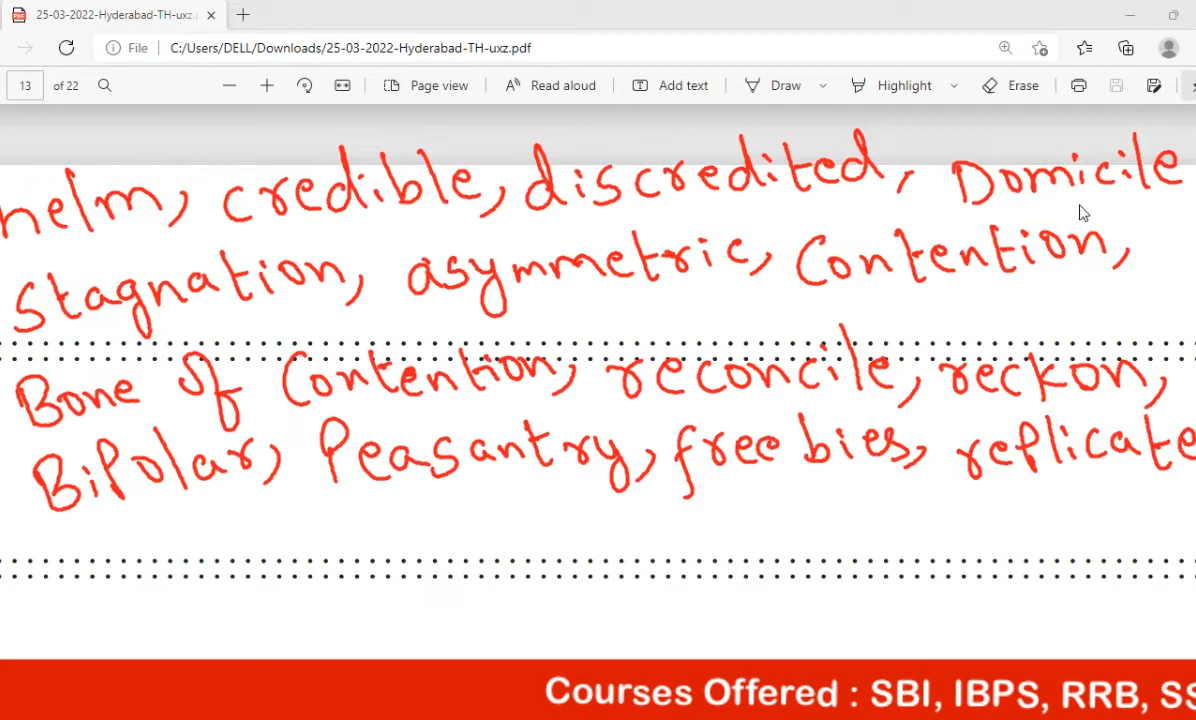 25-03-2022-Hyderabad-TH-uxz.
File C:/Users/DELL/Downloads/25-03-2022-Hyderabad-TH-uxz.pdf
13 of 22 Page view Read aloud Add text Draw Highlight Erase
helm, credible, discredited, Domicile
stagnation, asymmetric, Contention,
Bone of Contention, reconcile, reckon,
Bipolar, Peasantry, freebies, replicate
Courses Offered : SBI, IBPS, RRB, SS